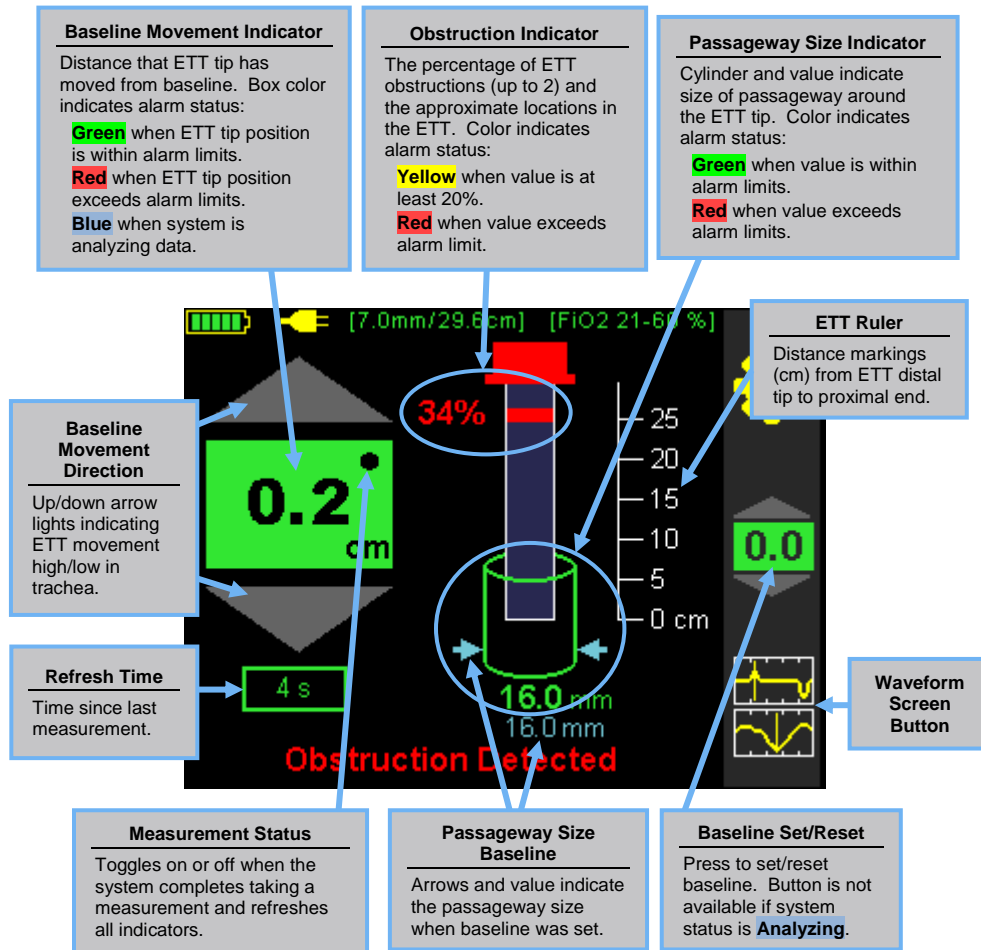 Baseline Movement Indicator
Distance that ETT tip has
moved from baseline. Box color
indicates alarm status:
Green when ETT tip position
is within alarm limits.
Red when ETT tip position
exceeds alarm limits.
Blue when system is
analyzing data.
Obstruction Indicator
The percentage of ETT
obstructions (up to 2) and
the approximate locations in
the ETT. Color indicates
alarm status:
Yellow when value is at
least 20%.
Red when value exceeds
alarm limit.
Passageway Size Indicator
Cylinder and value indicate
size of passageway around
the ETT tip. Color indicates
alarm status:
Green when value is within
alarm limits.
Red when value exceeds
alarm limits.
[7.0mm/29.6cm] [FiO2 21-60 %]
ETT Ruler
Distance markings
(cm) from ETT distal
tip to proximal end.
Baseline
Movement
Direction
Up/down arrow
lights indicating
ETT movement
high/low in
trachea.
0.2
cm
34%
25
20
15
10
5
0 cm
0.0
Refresh Time
Time since last
measurement.
4 s
16.0 mm
16.0 mm
Obstruction Detected
Waveform
Screen
Button
Measurement Status
Toggles on or off when the
system completes taking a
measurement and refreshes
all indicators.
Passageway Size
Baseline
Arrows and value indicate
the passageway size
when baseline was set.
Baseline Set/Reset
Press to set/reset
baseline. Button is not
available if system
status is Analyzing.